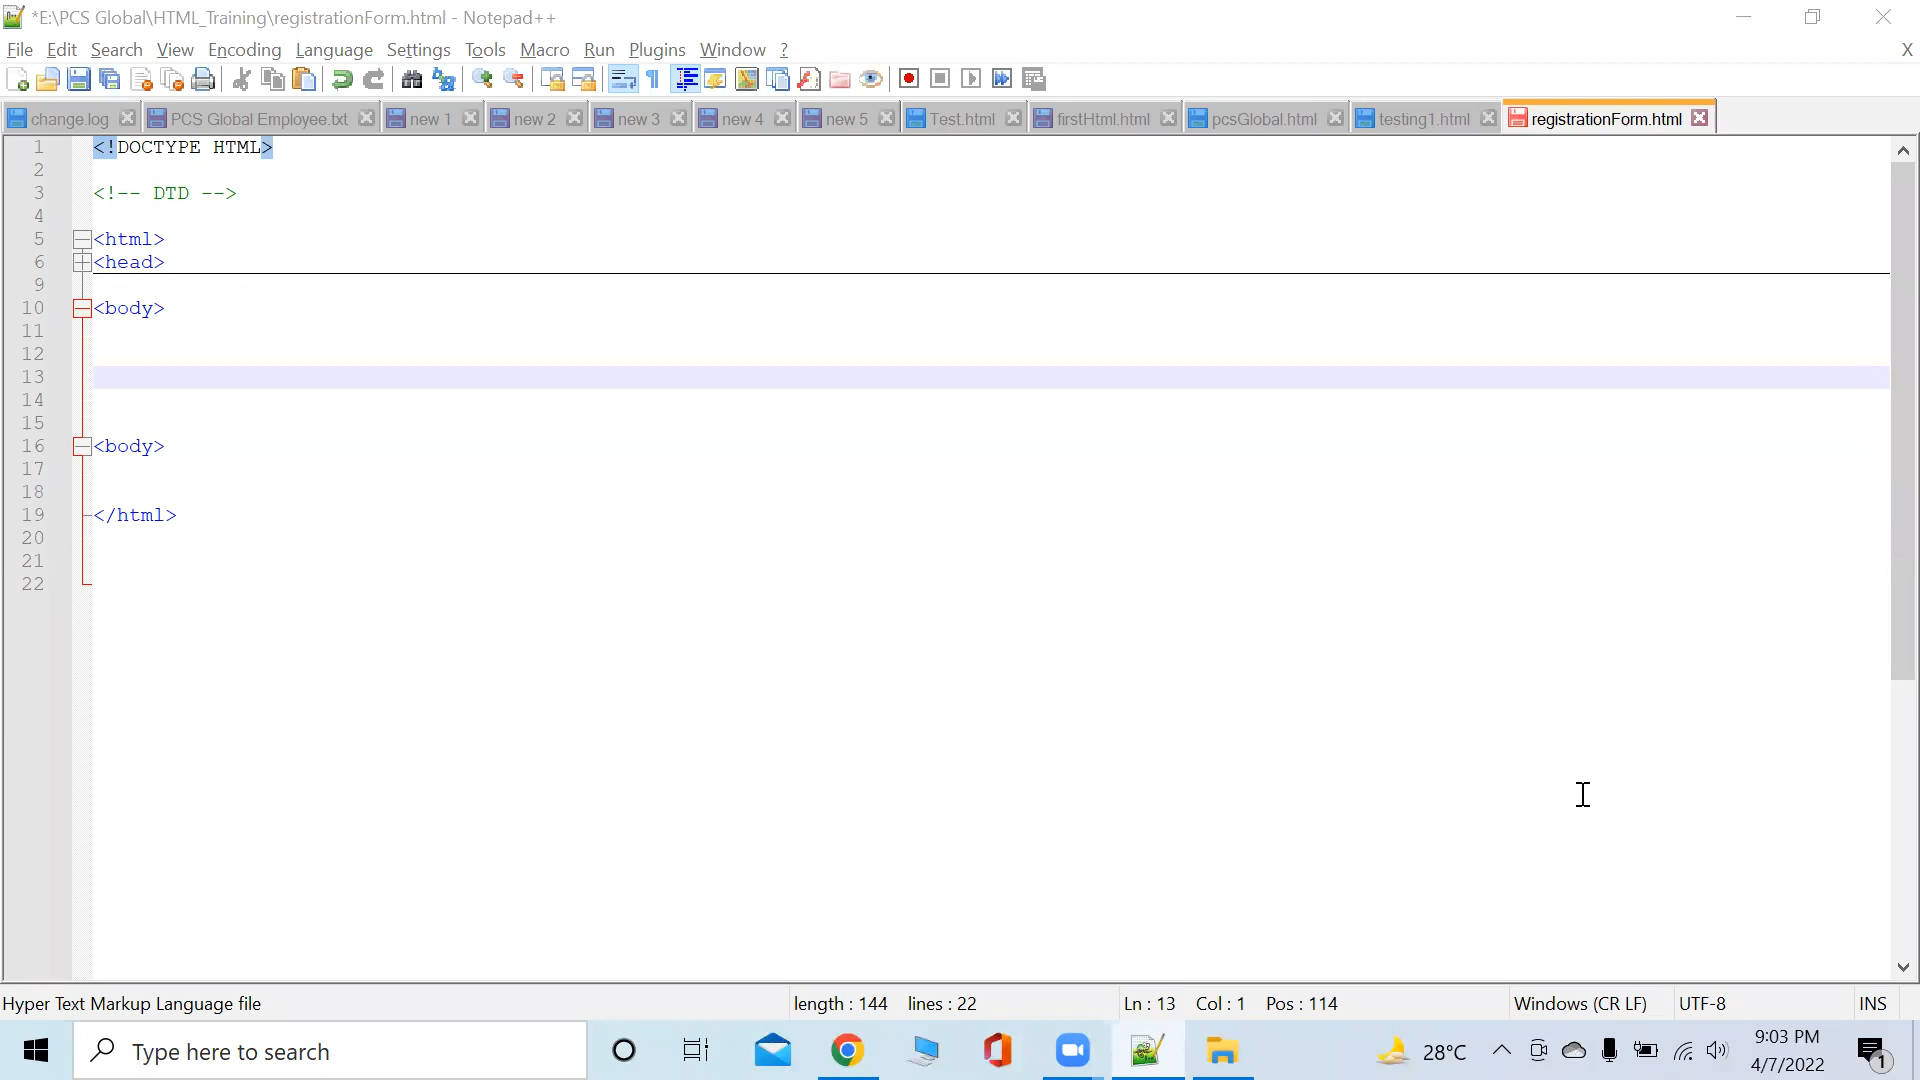 *E:\PCS Global\HTML_Training\registrationForm.html - Notepad++
File Edit Search View Encoding Language Settings Tools Macro Run Plugins Window ? X
change.log PCS Global Employee.txt new 1 new 2 new 3 new 4 new 5 Test.html firstHtml.html pcsGlobal.html testing1.html registrationForm.html
1 <!DOCTYPE HTML>
2
3 <!-- DTD -->
4
5 <html>
6 <head>
9
10 <body>
11
12
13
14
15
16 <body>
17
18
19 </html>
20
21
22
Hyper Text Markup Language file length : 144 lines : 22 Ln : 13 Col : 1 Pos : 114 Windows (CR LF) UTF-8 INS
Type here to search 28°C 9:03 PM
4/7/2022 1